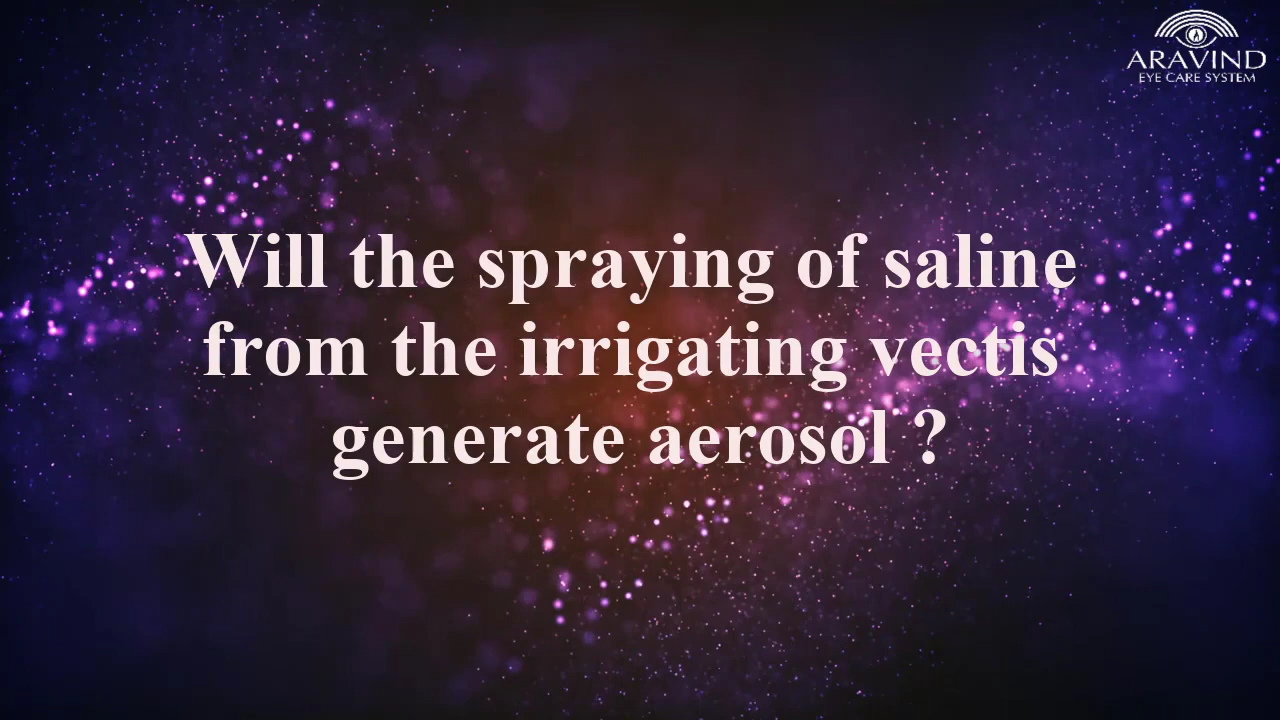 ARAVIND
EYE CARE SYSTEM
Will the spraying of saline
from the irrigating vectis
generate aerosol ?